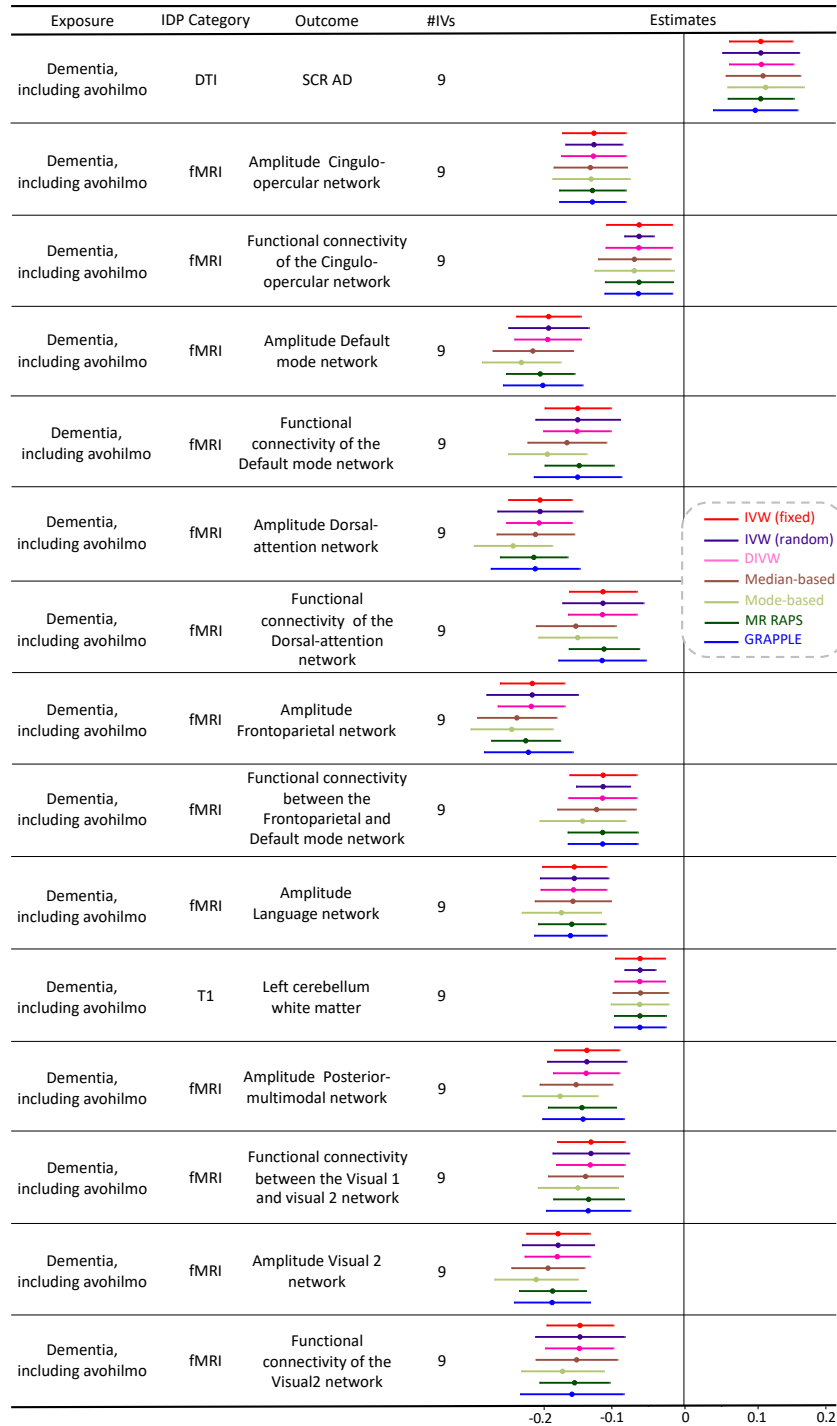 Exposure IDP Category Outcome #IVs Estimates
Dementia,
including avohilmo DTI SCR AD 9
Dementia,
including avohilmo fMRI Amplitude Cingulo-
opercular network 9
Dementia,
including avohilmo fMRI Functional connectivity
of the Cingulo-
opercular network 9
Dementia,
including avohilmo fMRI Amplitude Default
mode network 9
Dementia,
including avohilmo fMRI Functional
connectivity of the
Default mode network 9
Dementia,
including avohilmo fMRI Amplitude Dorsal-
attention network 9
Dementia,
including avohilmo fMRI Functional
connectivity of the
Dorsal-attention
network 9
Dementia,
including avohilmo fMRI Amplitude
Frontoparietal network 9
Dementia,
including avohilmo fMRI Functional connectivity
between the
Frontoparietal and
Default mode network 9
Dementia,
including avohilmo fMRI Amplitude
Language network 9
Dementia,
including avohilmo T1 Left cerebellum
white matter 9
Dementia,
including avohilmo fMRI Amplitude Posterior-
multimodal network 9
Dementia,
including avohilmo fMRI Functional connectivity
between the Visual 1
and visual 2 network 9
Dementia,
including avohilmo fMRI Amplitude Visual 2
network 9
Dementia,
including avohilmo fMRI Functional
connectivity of the
Visual2 network 9
IVW (fixed)
IVW (random)
DIVW
Median-based
Mode-based
MR RAPS
GRAPPLE
-0.2 -0.1 0 0.1 0.2